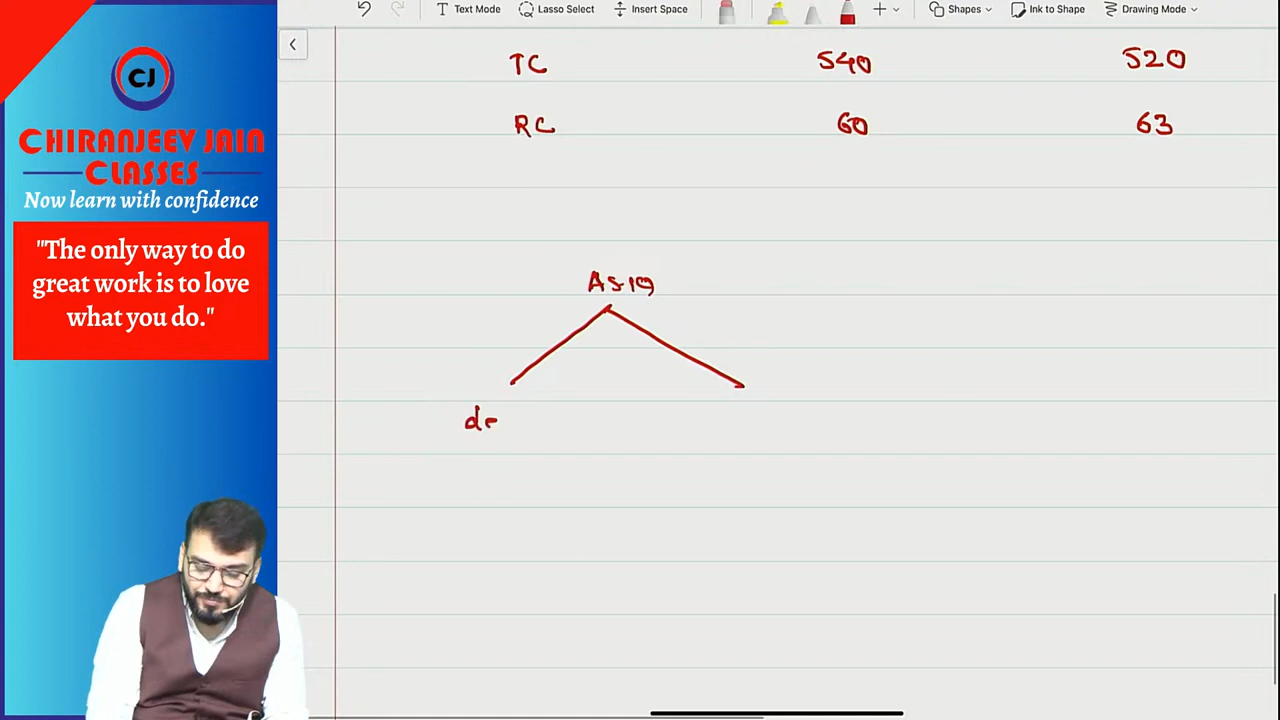 Text Mode Lasso Select Insert Space Shapes Ink to Shape Drawing Mode
CJ
CHIRANJEEV JAIN
CLASSES
Now learn with confidence
"The only way to do
great work is to love
what you do."
TC 540 520
RC 60 63
AS 19
de